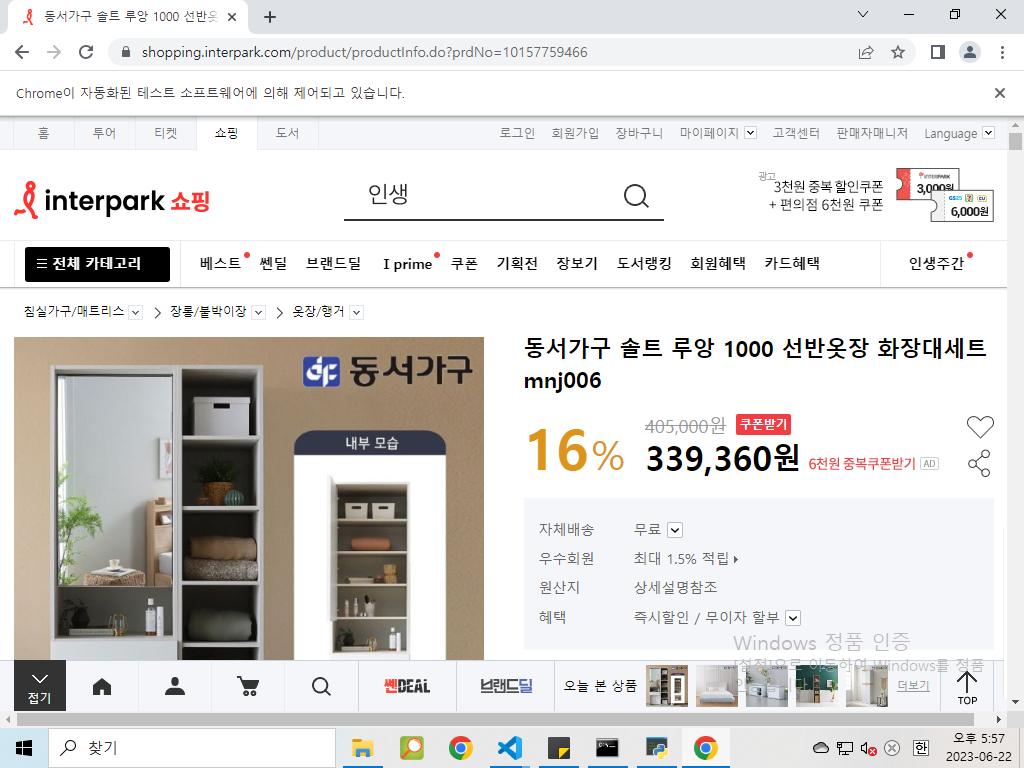 동서가구 솔트 루앙 1000 선반옷
shopping.interpark.com/product/productInfo.do?prdNo=10157759466
Chrome이 자동화된 테스트 소프트웨어에 의해 제어되고 있습니다.
홈 투어 티켓 쇼핑 도서 로그인 회원가입 장바구니 마이페이지 고객센터 판매자매니저 Language
interpark 쇼핑
인생
광고
3천원 중복 할인쿠폰
+ 편의점 6천원 쿠폰
INTERPARK
3,000원
GS25 CU
6,000원
전체 카테고리 베스트 쎈딜 브랜드딜 I prime 쿠폰 기획전 장보기 도서랭킹 회원혜택 카드혜택 인생주간
침실가구/매트리스 장롱/붙박이장 옷장/행거
동서가구
내부 모습
동서가구 솔트 루앙 1000 선반옷장 화장대세트
mnj006
16%
405,000원 쿠폰받기
339,360원 6천원 중복쿠폰받기 AD
자체배송 무료
우수회원 최대 1.5% 적립
원산지 상세설명참조
혜택 즉시할인 / 무이자 할부
Windows 정품 인증
[설정]으로 이동하여 Windows를 정품
접기
쎈DEAL
브랜드딜
오늘 본 상품
더보기
TOP
찾기
한
오후 5:57
2023-06-22